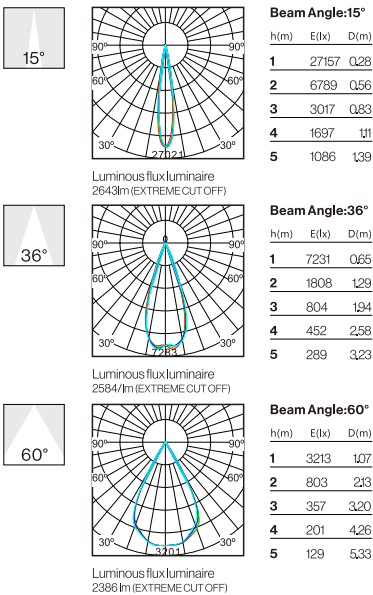 15°
90°
90°
60°
60°
30°
27021
30°
Luminous flux luminaire
2643lm (EXTREME CUT OFF)
Beam Angle:15°
h(m) E(lx) D(m)
1 27157 0.28
2 6789 0.56
3 3017 0.83
4 1697 1.11
5 1086 1.39
36°
0
90°
90°
60°
60°
30°
7283
30°
Luminous flux luminaire
2584/lm (EXTREME CUT OFF)
Beam Angle:36°
h(m) E(lx) D(m)
1 7231 0.65
2 1808 1.29
3 804 1.94
4 452 2.58
5 289 3.23
60°
90°
90°
60°
60°
30°
3201
30°
Luminous flux luminaire
2386 lm (EXTREME CUT OFF)
Beam Angle:60°
h(m) E(lx) D(m)
1 3213 1.07
2 803 2.13
3 357 3.20
4 201 4.26
5 129 5.33